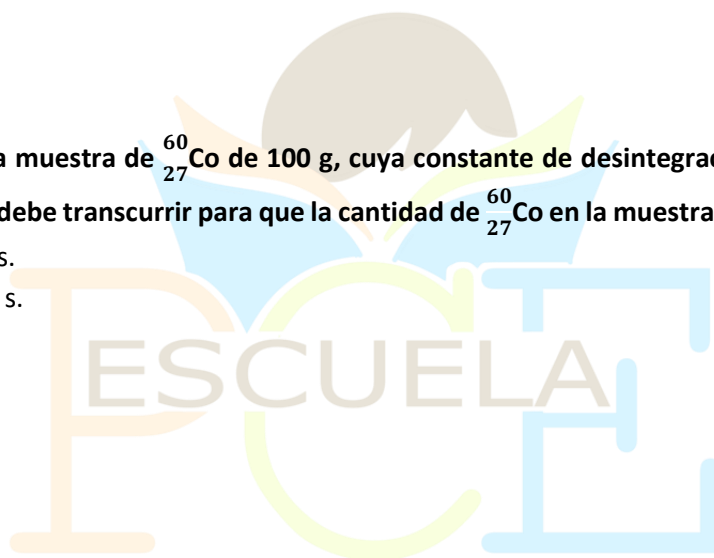 a muestra de ⁶⁰₂₇Co de 100 g, cuya constante de
debe transcurrir para que la cantidad de ⁶⁰₂₇Co en la muestra
s.
s.
PCE
ESCUELA